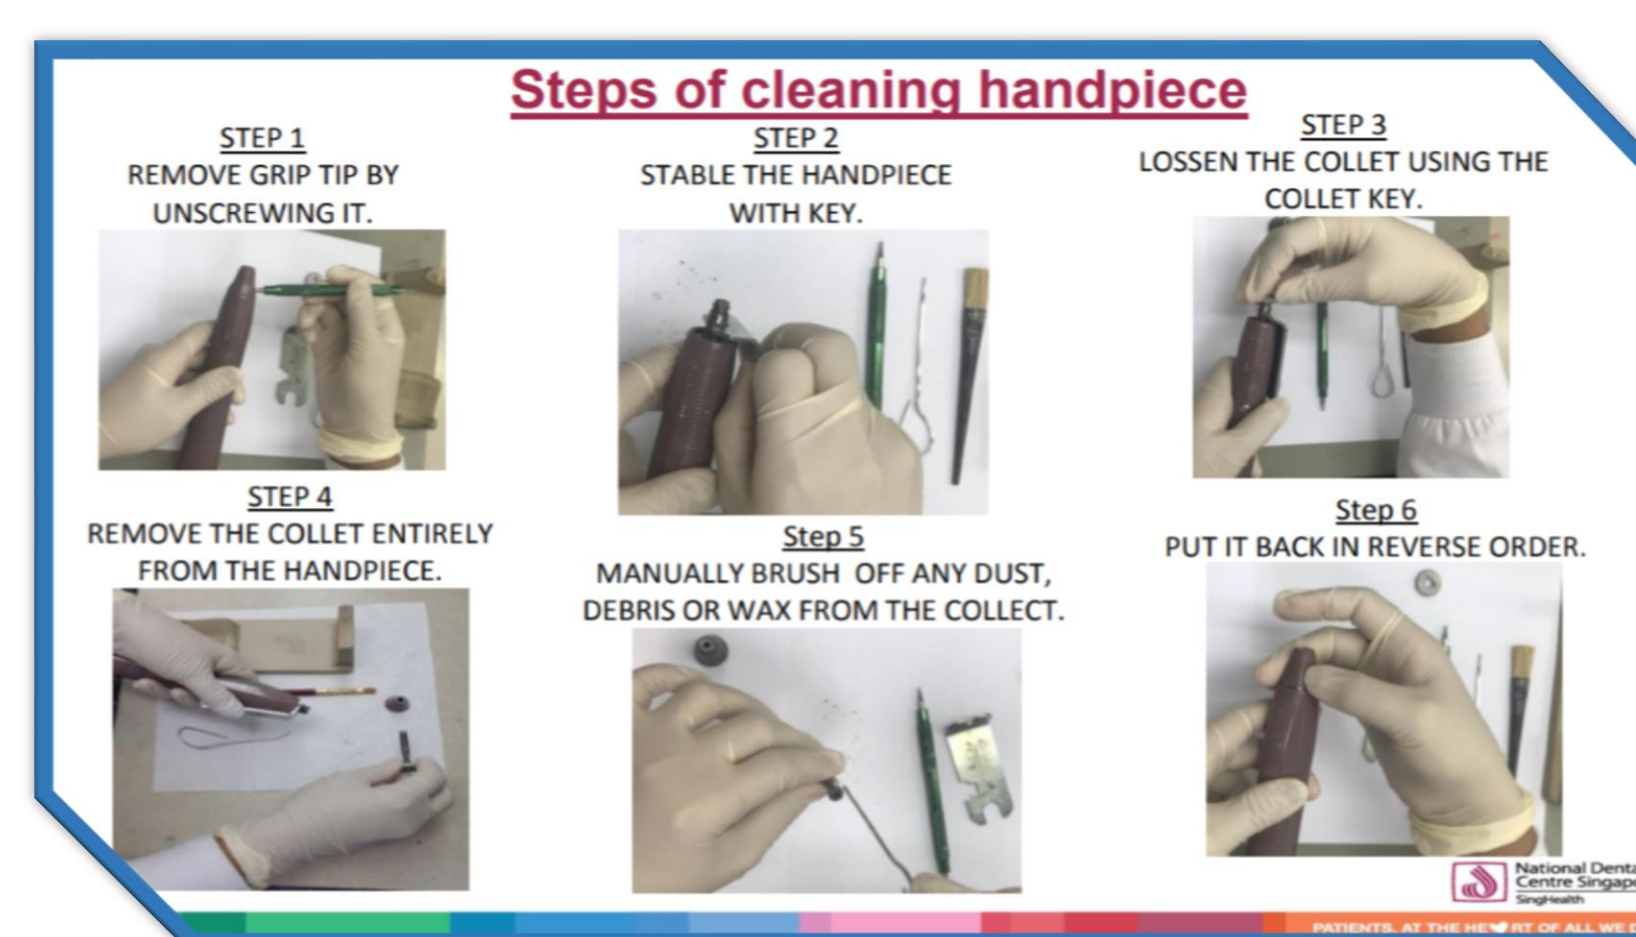 Steps of cleaning handpiece
STEP 1
REMOVE GRIP TIP BY
UNSCREWING IT.
STEP 2
STABLE THE HANDPIECE
WITH KEY.
STEP 3
LOSSEN THE COLLET USING THE
COLLET KEY.
STEP 4
REMOVE THE COLLET ENTIRELY
FROM THE HANDPIECE.
Step 5
MANUALLY BRUSH OFF ANY DUST,
DEBRIS OR WAX FROM THE COLLECT.
Step 6
PUT IT BACK IN REVERSE ORDER.
National Denta
Centre Singap
SingHealth
PATIENTS. AT THE HE RT OF ALL WE D